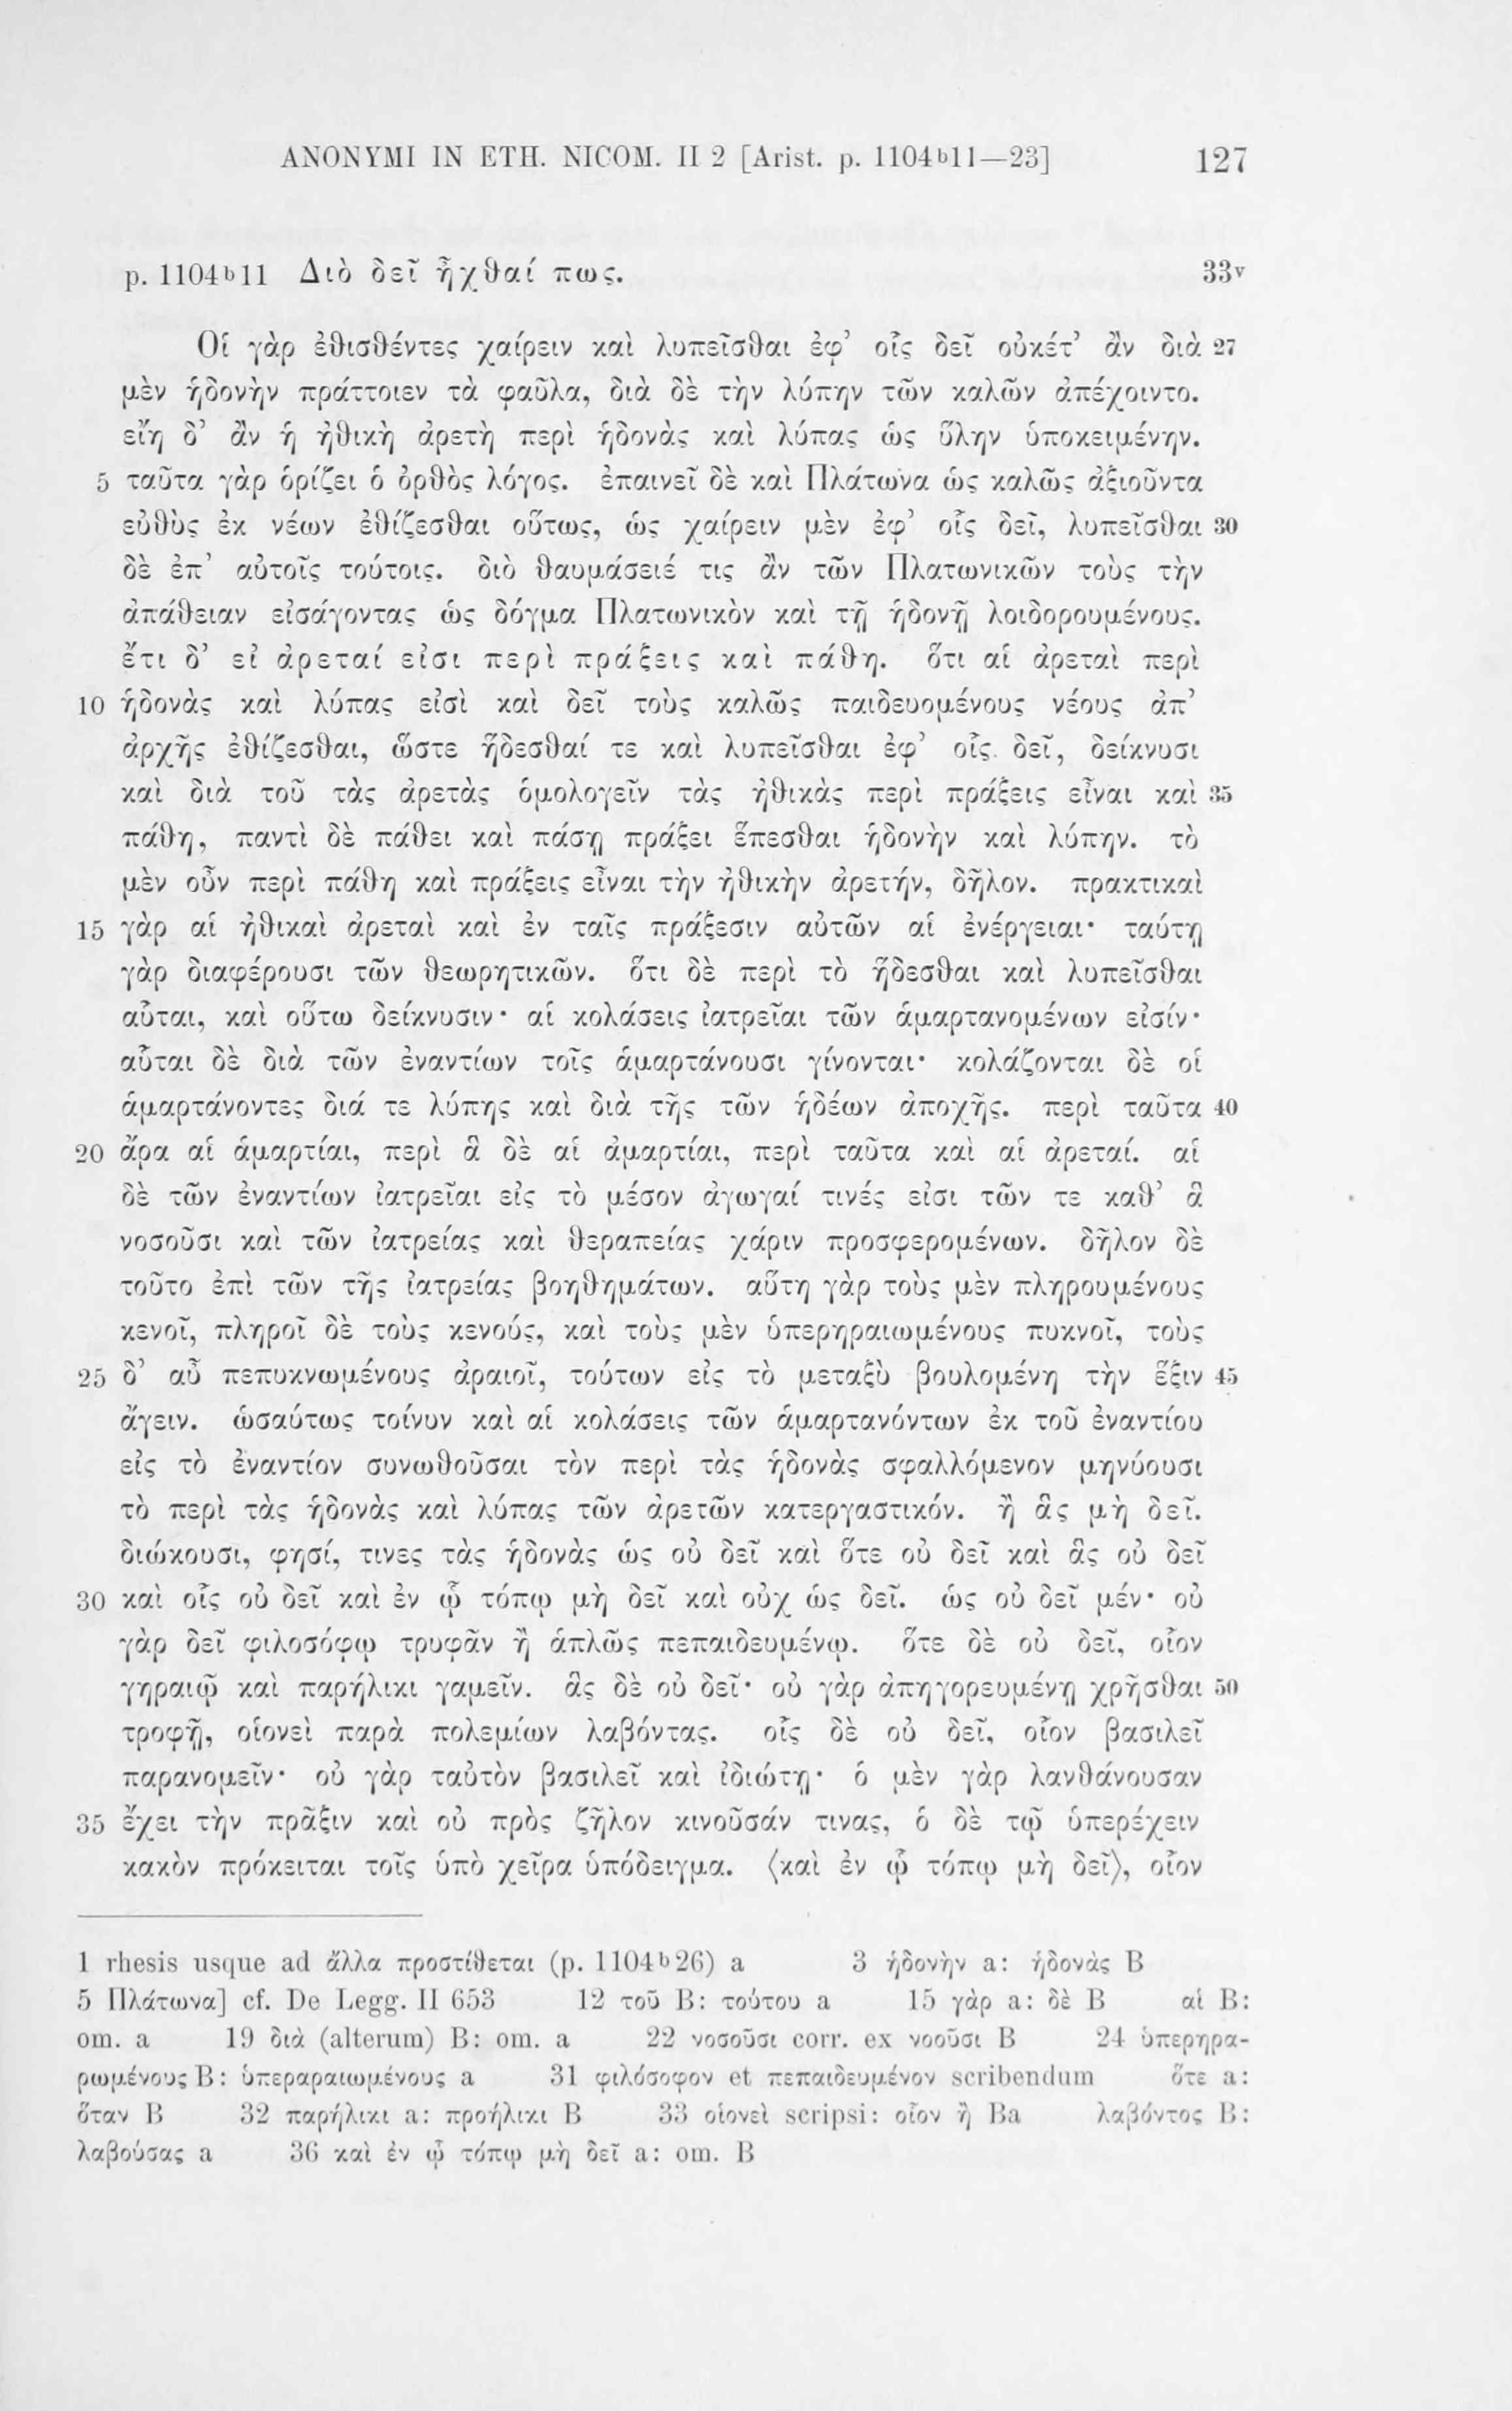 ANONYMI IN ETH. NICOM. II 2 [Arist. p. 1104ᵇ11—23] 127
p. 1104ᵇ11 Διὸ δεῖ ἦχθαί πως. 33ᵛ
Οἱ γὰρ ἐθισθέντες χαίρειν καὶ λυπεῖσθαι ἐφ’ οἷς δεῖ οὐκέτ’ ἂν διὰ 27
μὲν ἡδονὴν πράττοιεν τὰ φαῦλα, διὰ δὲ τὴν λύπην τῶν καλῶν ἀπέχοιντο.
εἴη δ’ ἂν ἡ ἠθικὴ ἀρετὴ περὶ ἡδονὰς καὶ λύπας ὡς ὕλην ὑποκειμένην.
5 ταῦτα γὰρ ὁρίζει ὁ ὀρθὸς λόγος. ἐπαινεῖ δὲ καὶ Πλάτωνα ὡς καλῶς ἀξιοῦντα
εὐθὺς ἐκ νέων ἐθίζεσθαι οὕτως, ὡς χαίρειν μὲν ἐφ’ οἷς δεῖ, λυπεῖσθαι 30
δὲ ἐπ’ αὐτοῖς τούτοις. διὸ θαυμάσειέ τις ἂν τῶν Πλατωνικῶν τοὺς τὴν
ἀπάθειαν εἰσάγοντας ὡς δόγμα Πλατωνικὸν καὶ τῇ ἡδονῇ λοιδορουμένους.
ἔτι δ’ εἰ ἀρεταί εἰσι περὶ πράξεις καὶ πάθη. ὅτι αἱ ἀρεταὶ περὶ
10 ἡδονὰς καὶ λύπας εἰσὶ καὶ δεῖ τοὺς καλῶς παιδευομένους νέους ἀπ’
ἀρχῆς ἐθίζεσθαι, ὥστε ἥδεσθαί τε καὶ λυπεῖσθαι ἐφ’ οἷς δεῖ, δείκνυσι
καὶ διὰ τοῦ τὰς ἀρετὰς ὁμολογεῖν τὰς ἠθικὰς περὶ πράξεις εἶναι καὶ 35
πάθη, παντὶ δὲ πάθει καὶ πάσῃ πράξει ἕπεσθαι ἡδονὴν καὶ λύπην. τὸ
μὲν οὖν περὶ πάθη καὶ πράξεις εἶναι τὴν ἠθικὴν ἀρετήν, δῆλον. πρακτικαὶ
15 γὰρ αἱ ἠθικαὶ ἀρεταὶ καὶ ἐν ταῖς πράξεσιν αὐτῶν αἱ ἐνέργειαι· ταύτῃ
γὰρ διαφέρουσι τῶν θεωρητικῶν. ὅτι δὲ περὶ τὸ ἥδεσθαι καὶ λυπεῖσθαι
αὗται, καὶ οὕτω δείκνυσιν· αἱ κολάσεις ἰατρεῖαι τῶν ἁμαρτανομένων εἰσίν·
αὗται δὲ διὰ τῶν ἐναντίων τοῖς ἁμαρτάνουσι γίνονται· κολάζονται δὲ οἱ
ἁμαρτάνοντες διά τε λύπης καὶ διὰ τῆς τῶν ἡδέων ἀποχῆς. περὶ ταῦτα 40
20 ἄρα αἱ ἁμαρτίαι, περὶ ἃ δὲ αἱ ἁμαρτίαι, περὶ ταῦτα καὶ αἱ ἀρεταί. αἱ
δὲ τῶν ἐναντίων ἰατρεῖαι εἰς τὸ μέσον ἀγωγαί τινές εἰσι τῶν τε καθ’ ἃ
νοσοῦσι καὶ τῶν ἰατρείας καὶ θεραπείας χάριν προσφερομένων. δῆλον δὲ
τοῦτο ἐπὶ τῶν τῆς ἰατρείας βοηθημάτων. αὕτη γὰρ τοὺς μὲν πληρουμένους
κενοῖ, πληροῖ δὲ τοὺς κενούς, καὶ τοὺς μὲν ὑπερηραιωμένους πυκνοῖ, τοὺς
25 δ’ αὖ πεπυκνωμένους ἀραιοῖ, τούτων εἰς τὸ μεταξὺ βουλομένη τὴν ἕξιν 45
ἄγειν. ὡσαύτως τοίνυν καὶ αἱ κολάσεις τῶν ἁμαρτανόντων ἐκ τοῦ ἐναντίου
εἰς τὸ ἐναντίον συνωθοῦσαι τὸν περὶ τὰς ἡδονὰς σφαλλόμενον μηνύουσι
τὸ περὶ τὰς ἡδονὰς καὶ λύπας τῶν ἀρετῶν κατεργαστικόν. ἢ ἃς μὴ δεῖ.
διώκουσι, φησί, τινες τὰς ἡδονὰς ὡς οὐ δεῖ καὶ ὅτε οὐ δεῖ καὶ ἃς οὐ δεῖ
30 καὶ οἷς οὐ δεῖ καὶ ἐν ᾧ τόπῳ μὴ δεῖ καὶ οὐχ ὡς δεῖ. ὡς οὐ δεῖ μέν· οὐ
γὰρ δεῖ φιλοσόφῳ τρυφᾶν ἢ ἁπλῶς πεπαιδευμένῳ. ὅτε δὲ οὐ δεῖ, οἷον
γηραιῷ καὶ παρήλικι γαμεῖν. ἃς δὲ οὐ δεῖ· οὐ γὰρ ἀπηγορευμένῃ χρῆσθαι 50
τροφῇ, οἱονεὶ παρὰ πολεμίων λαβόντας. οἷς δὲ οὐ δεῖ, οἷον βασιλεῖ
παρανομεῖν· οὐ γὰρ ταὐτὸν βασιλεῖ καὶ ἰδιώτῃ· ὁ μὲν γὰρ λανθάνουσαν
35 ἔχει τὴν πρᾶξιν καὶ οὐ πρὸς ζῆλον κινοῦσάν τινας, ὁ δὲ τῷ ὑπερέχειν
κακὸν πρόκειται τοῖς ὑπὸ χεῖρα ὑπόδειγμα. ⟨καὶ ἐν ᾧ τόπῳ μὴ δεῖ⟩, οἷον
1 rhesis usque ad ἄλλα προστίθεται (p. 1104ᵇ26) a 3 ἡδονὴν a: ἡδονὰς B
5 Πλάτωνα] cf. De Legg. II 653 12 τοῦ B: τούτου a 15 γὰρ a: δὲ B αἱ B:
om. a 19 διὰ (alterum) B: om. a 22 νοσοῦσι corr. ex νοοῦσι B 24 ὑπερηρα-
ρωμένους B: ὑπεραραιωμένους a 31 φιλόσοφον et πεπαιδευμένον scribendum ὅτε a:
ὅταν B 32 παρήλικι a: προήλικι B 33 οἱονεὶ scripsi: οἷον ἢ Ba λαβόντος B:
λαβούσας a 36 καὶ ἐν ᾧ τόπῳ μὴ δεῖ a: om. B